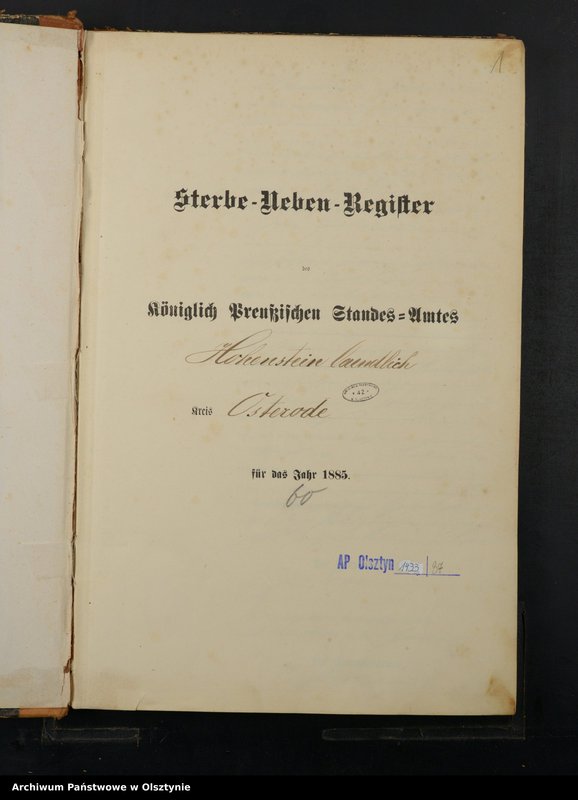 1
Sterbe-Neben-Register
des
Königlich Preußischen Standes-Amtes
Hohenstein laendlich
Kreis Osterode
für das Jahr 1885.
60
AP Olsztyn 1433 / 97
Archiwum Państwowe w Olsztynie